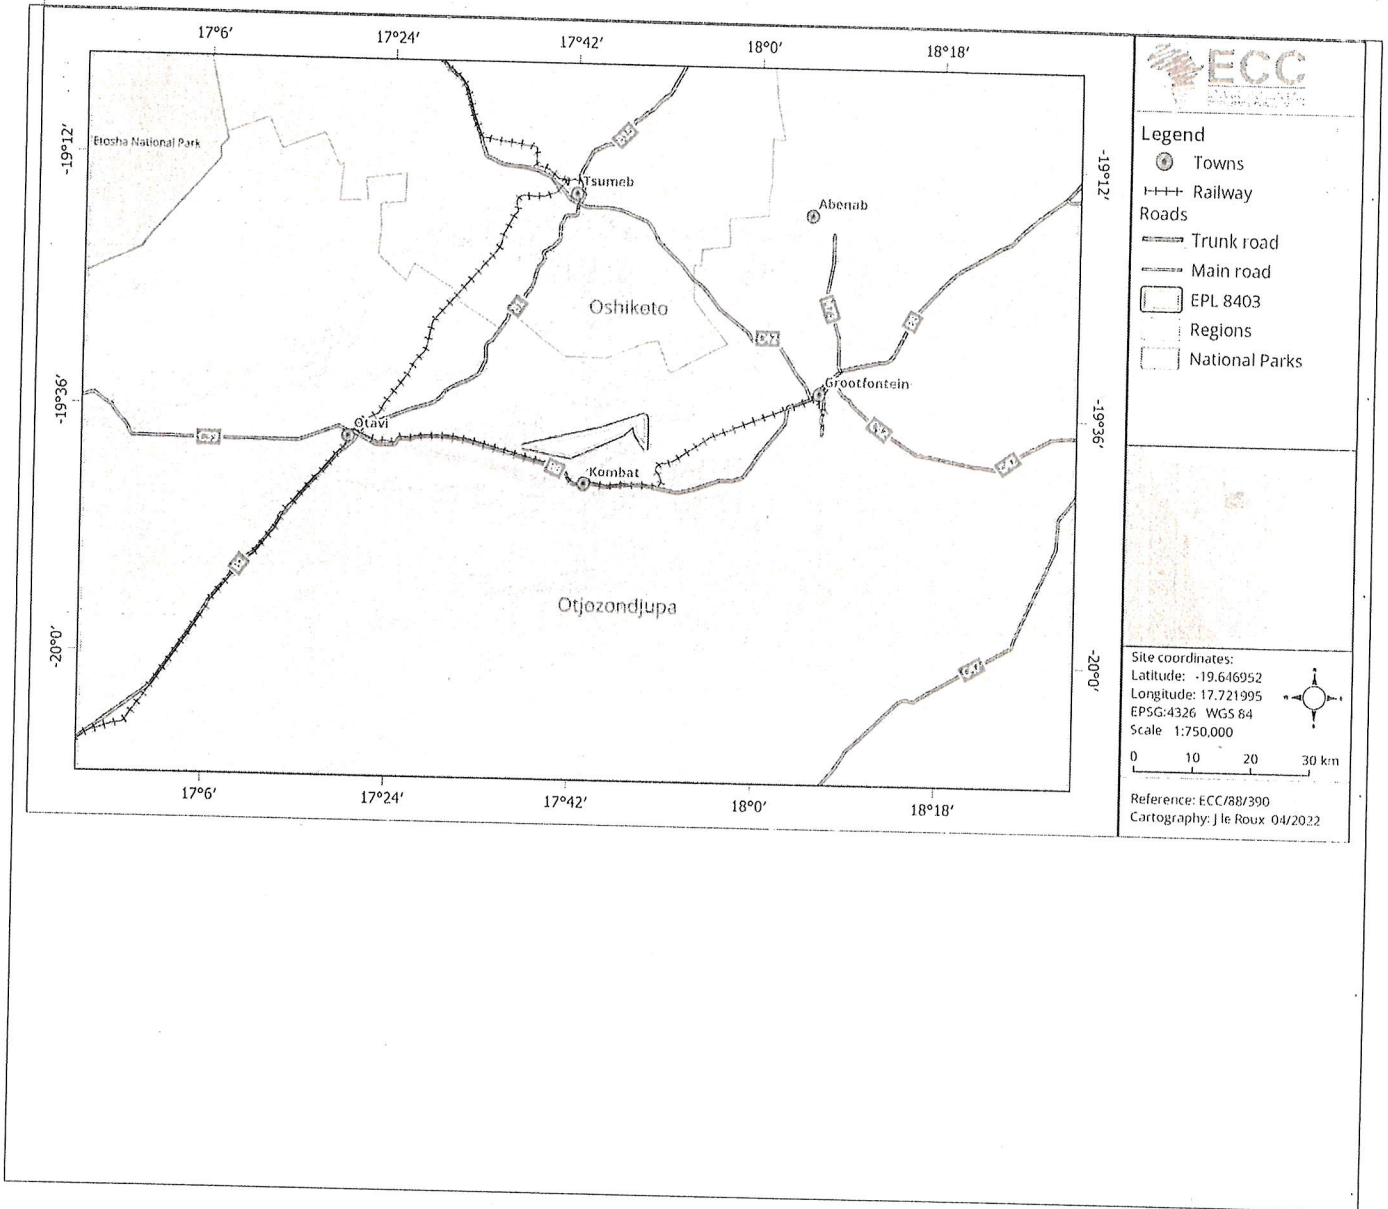 17°6′ 17°24′ 17°42′ 18°0′ 18°18′
-19°12′
-19°36′
-20°0′
Etosha National Park
Tsumeb
Abenab
Oshikoto
Grootfontein
Otavi
Kombat
Otjozondjupa
-19°12′
-19°36′
-20°0′
17°6′ 17°24′ 17°42′ 18°0′ 18°18′
ECC
Legend
Towns
Railway
Roads
Trunk road
Main road
EPL 8403
Regions
National Parks
Site coordinates:
Latitude: -19.646952
Longitude: 17.721995
EPSG:4326 WGS 84
Scale 1:750,000
0 10 20 30 km
Reference: ECC/88/390
Cartography: J le Roux 04/2022